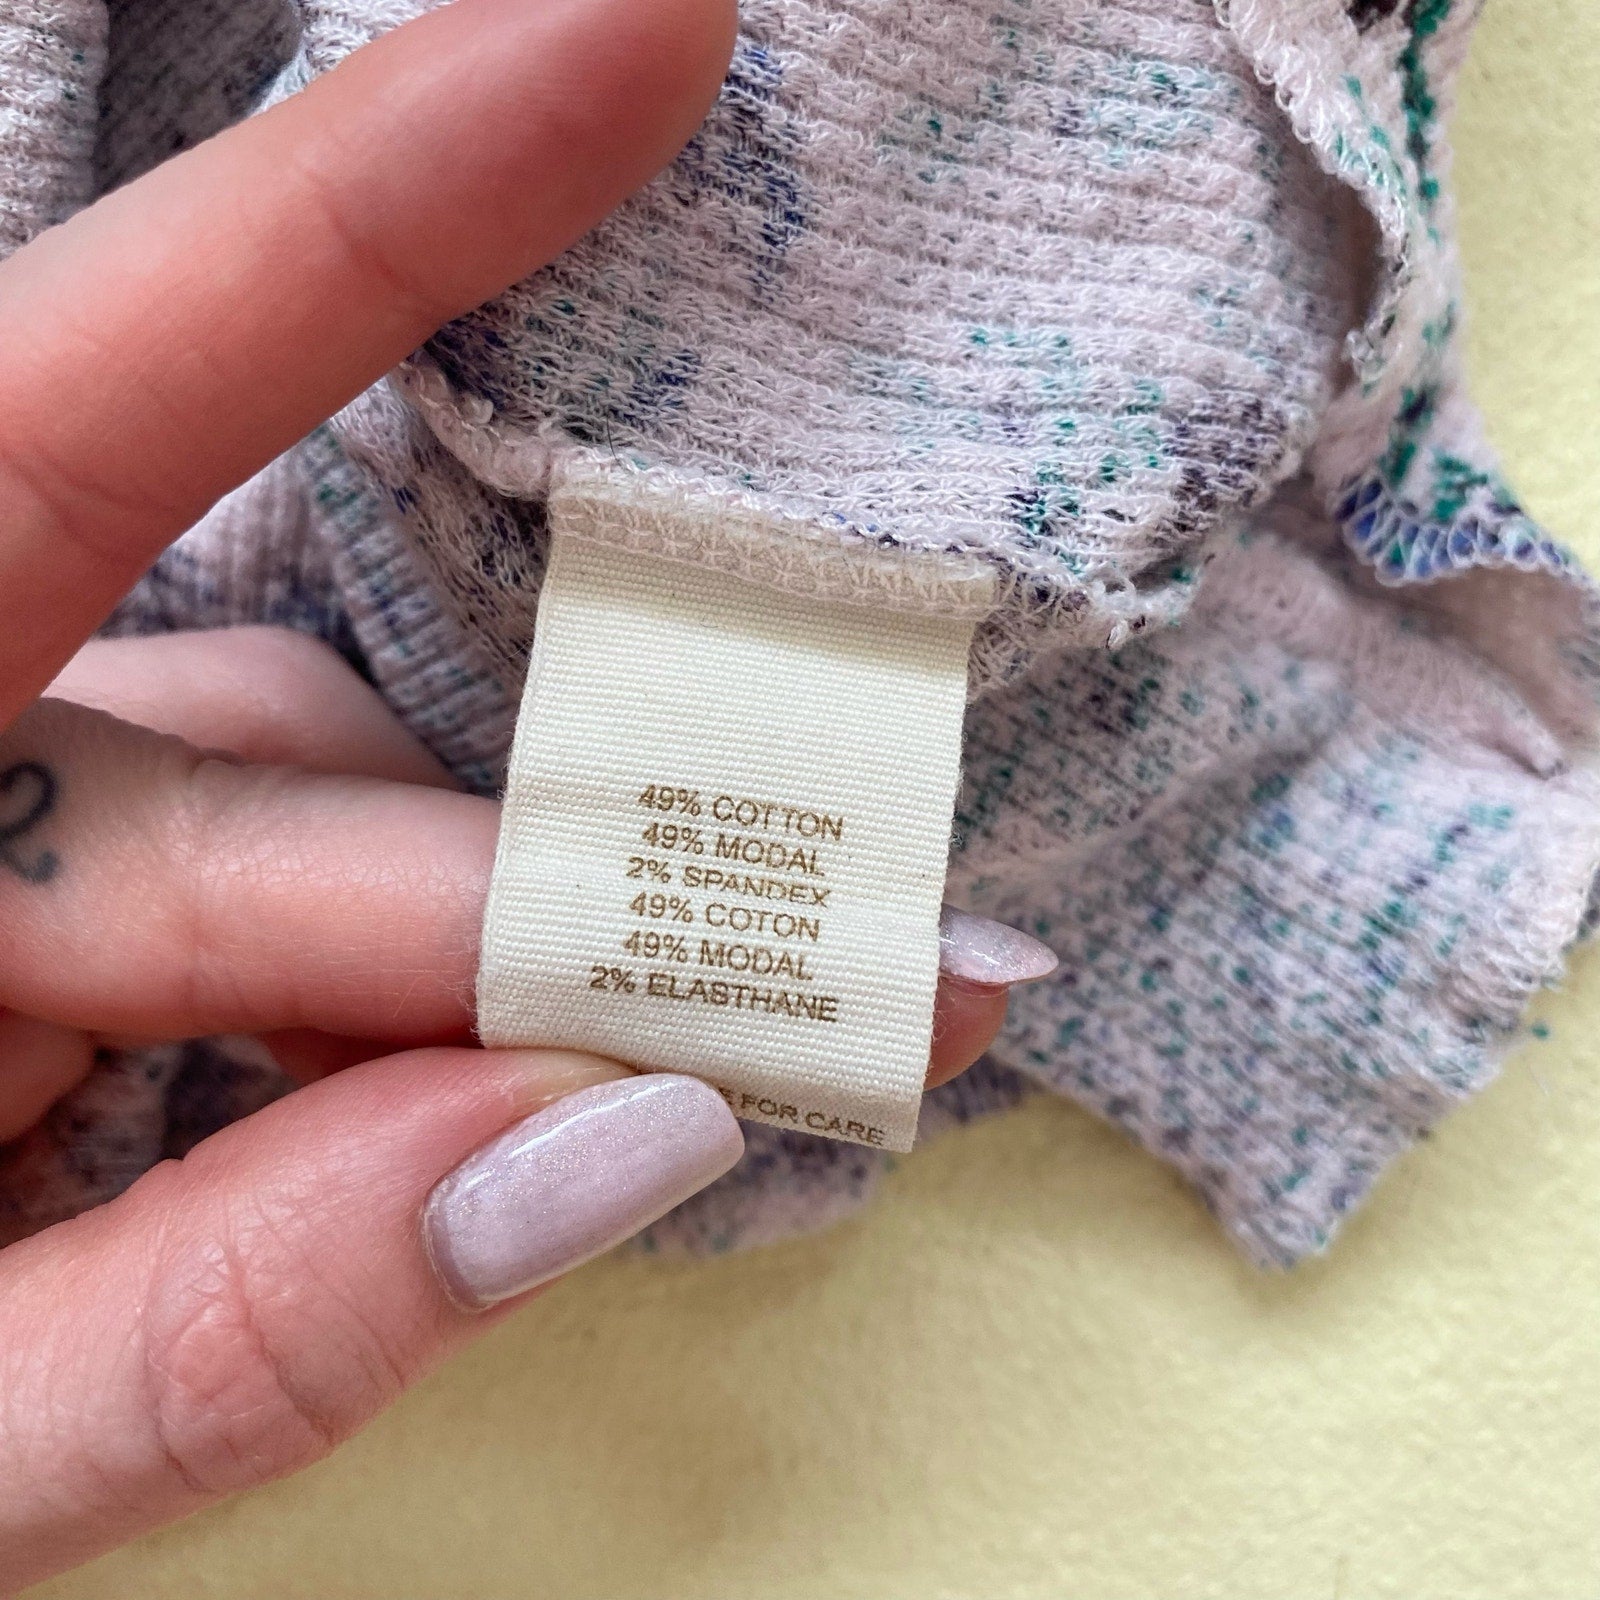 49% COTTON
49% MODAL
2% SPANDEX
49% COTON
49% MODAL
2% ELASTHANE
FOR CARE